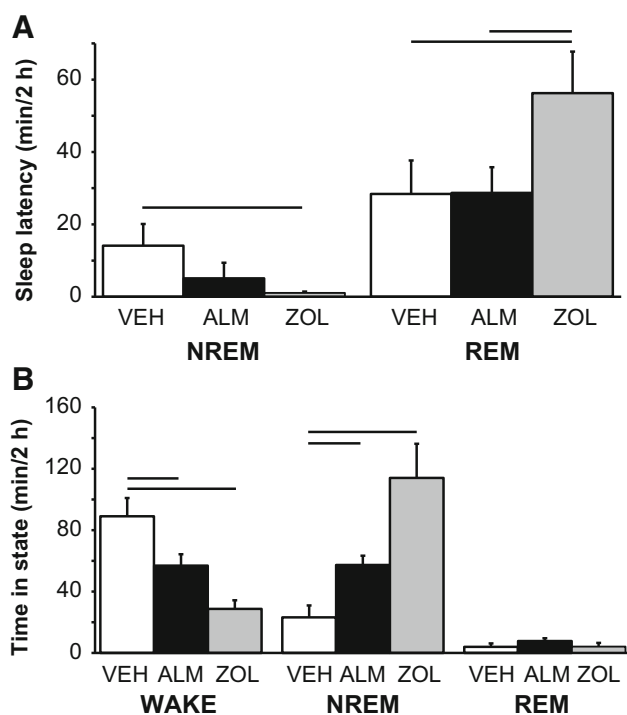 A
Sleep latency (min/2 h)
60
40
20
0
VEH ALM ZOL VEH ALM ZOL
NREM REM
B
Time in state (min/2 h)
160
120
80
40
0
VEH ALM ZOL VEH ALM ZOL VEH ALM ZOL
WAKE NREM REM